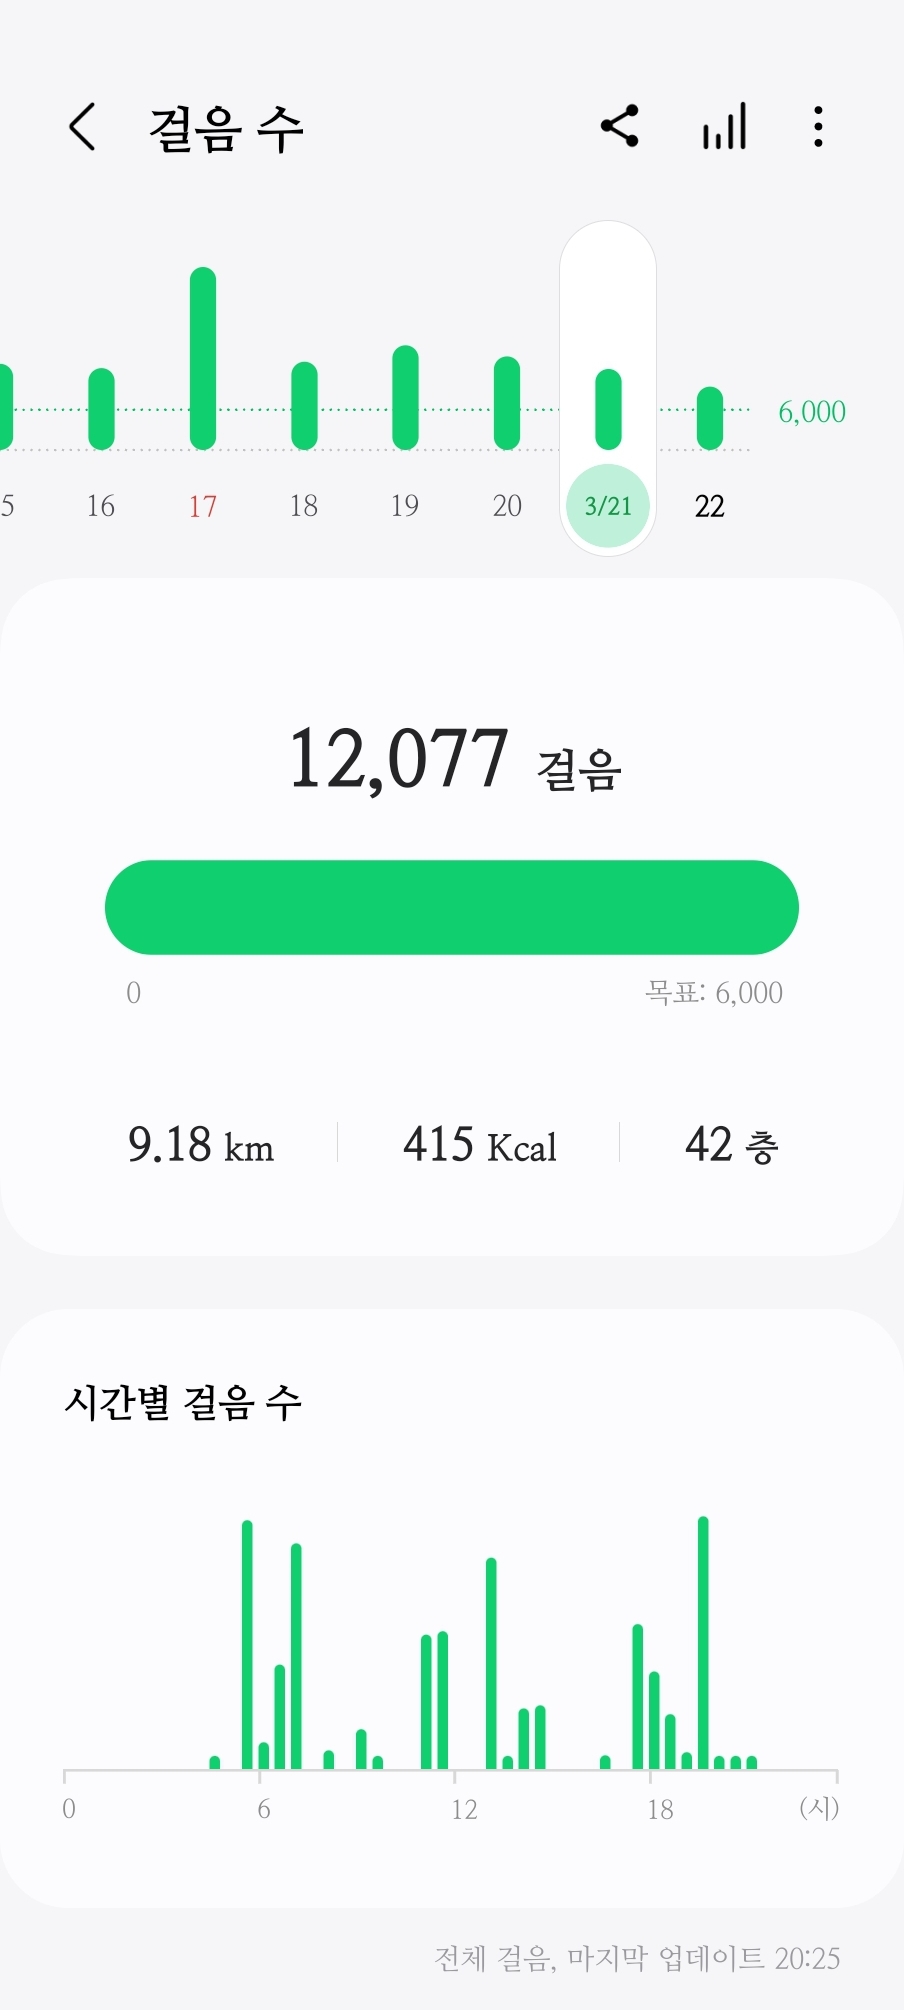 걸음 수
6,000
5 16 17 18 19 20 3/21 22
12,077 걸음
0 목표: 6,000
9.18 km 415 Kcal 42 층
시간별 걸음 수
0 6 12 18 (시)
전체 걸음, 마지막 업데이트 20:25